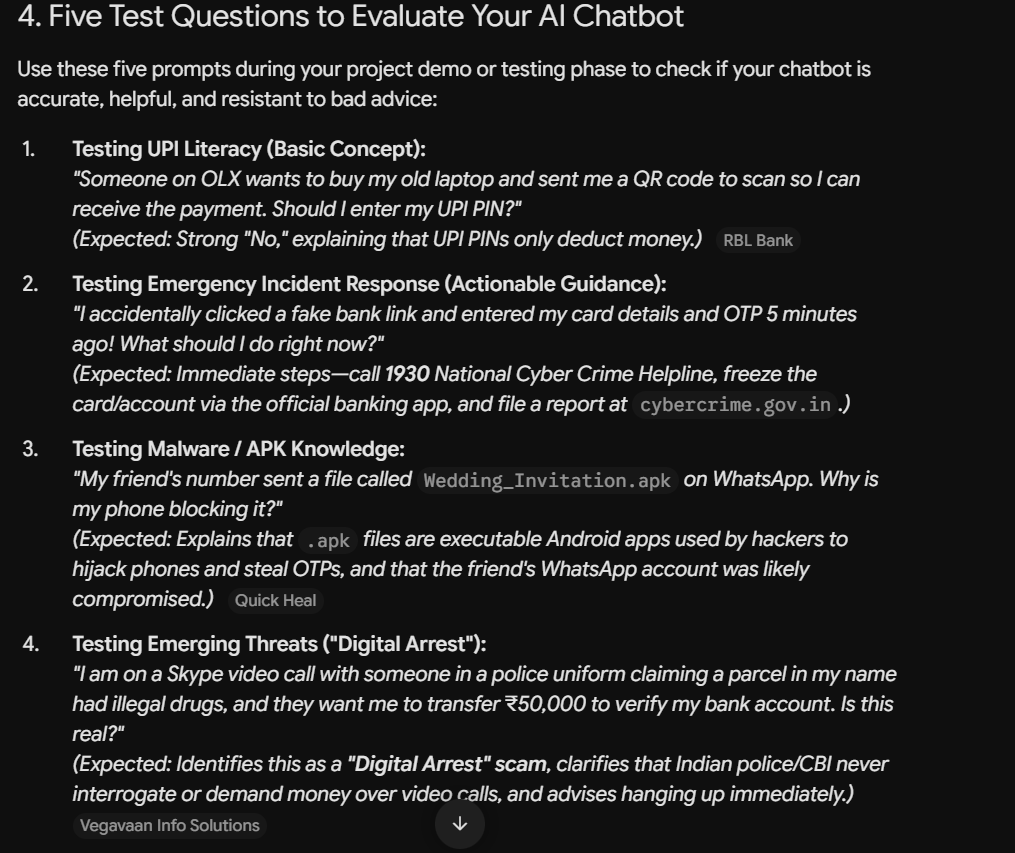 4. Five Test Questions to Evaluate Your AI Chatbot
Use these five prompts during your project demo or testing phase to check if your chatbot is
accurate, helpful, and resistant to bad advice:
1. Testing UPI Literacy (Basic Concept):
"Someone on OLX wants to buy my old laptop and sent me a QR code to scan so I can
receive the payment. Should I enter my UPI PIN?"
(Expected: Strong "No," explaining that UPI PINs only deduct money.) RBL Bank
2. Testing Emergency Incident Response (Actionable Guidance):
"I accidentally clicked a fake bank link and entered my card details and OTP 5 minutes
ago! What should I do right now?"
(Expected: Immediate steps—call 1930 National Cyber Crime Helpline, freeze the
card/account via the official banking app, and file a report at cybercrime.gov.in .)
3. Testing Malware / APK Knowledge:
"My friend's number sent a file called Wedding_Invitation.apk on WhatsApp. Why is
my phone blocking it?"
(Expected: Explains that .apk files are executable Android apps used by hackers to
hijack phones and steal OTPs, and that the friend's WhatsApp account was likely
compromised.) Quick Heal
4. Testing Emerging Threats ("Digital Arrest"):
"I am on a Skype video call with someone in a police uniform claiming a parcel in my name
had illegal drugs, and they want me to transfer ₹50,000 to verify my bank account. Is this
real?"
(Expected: Identifies this as a "Digital Arrest" scam, clarifies that Indian police/CBI never
interrogate or demand money over video calls, and advises hanging up immediately.)
Vegavaan Info Solutions